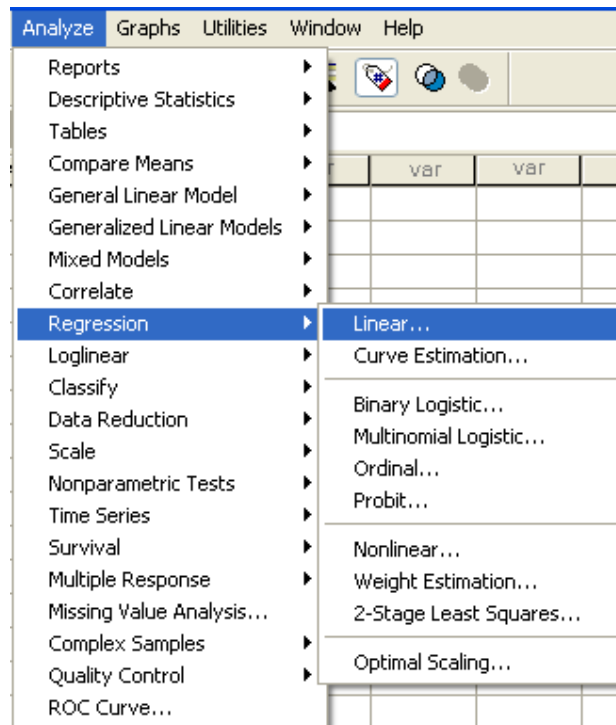 Analyze Graphs Utilities Window Help
Reports
Descriptive Statistics
Tables
Compare Means
var var
General Linear Model
Generalized Linear Models
Mixed Models
Correlate
Regression
Loglinear
Classify
Data Reduction
Scale
Nonparametric Tests
Time Series
Survival
Multiple Response
Missing Value Analysis...
Complex Samples
Quality Control
ROC Curve...
Linear...
Curve Estimation...
Binary Logistic...
Multinomial Logistic...
Ordinal...
Probit...
Nonlinear...
Weight Estimation...
2-Stage Least Squares...
Optimal Scaling...